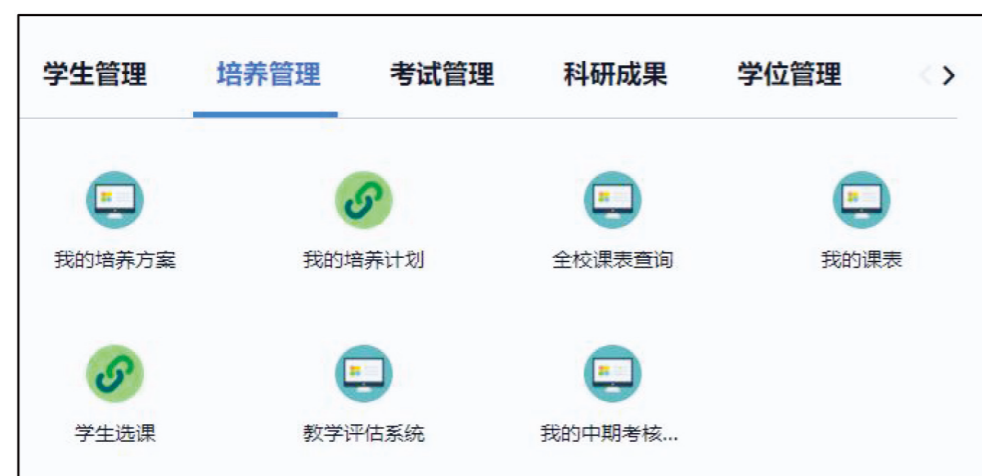 学生管理 培养管理 考试管理 科研成果 学位管理
我的培养方案 我的培养计划 全校课表查询 我的课表
学生选课 教学评估系统 我的中期考核...